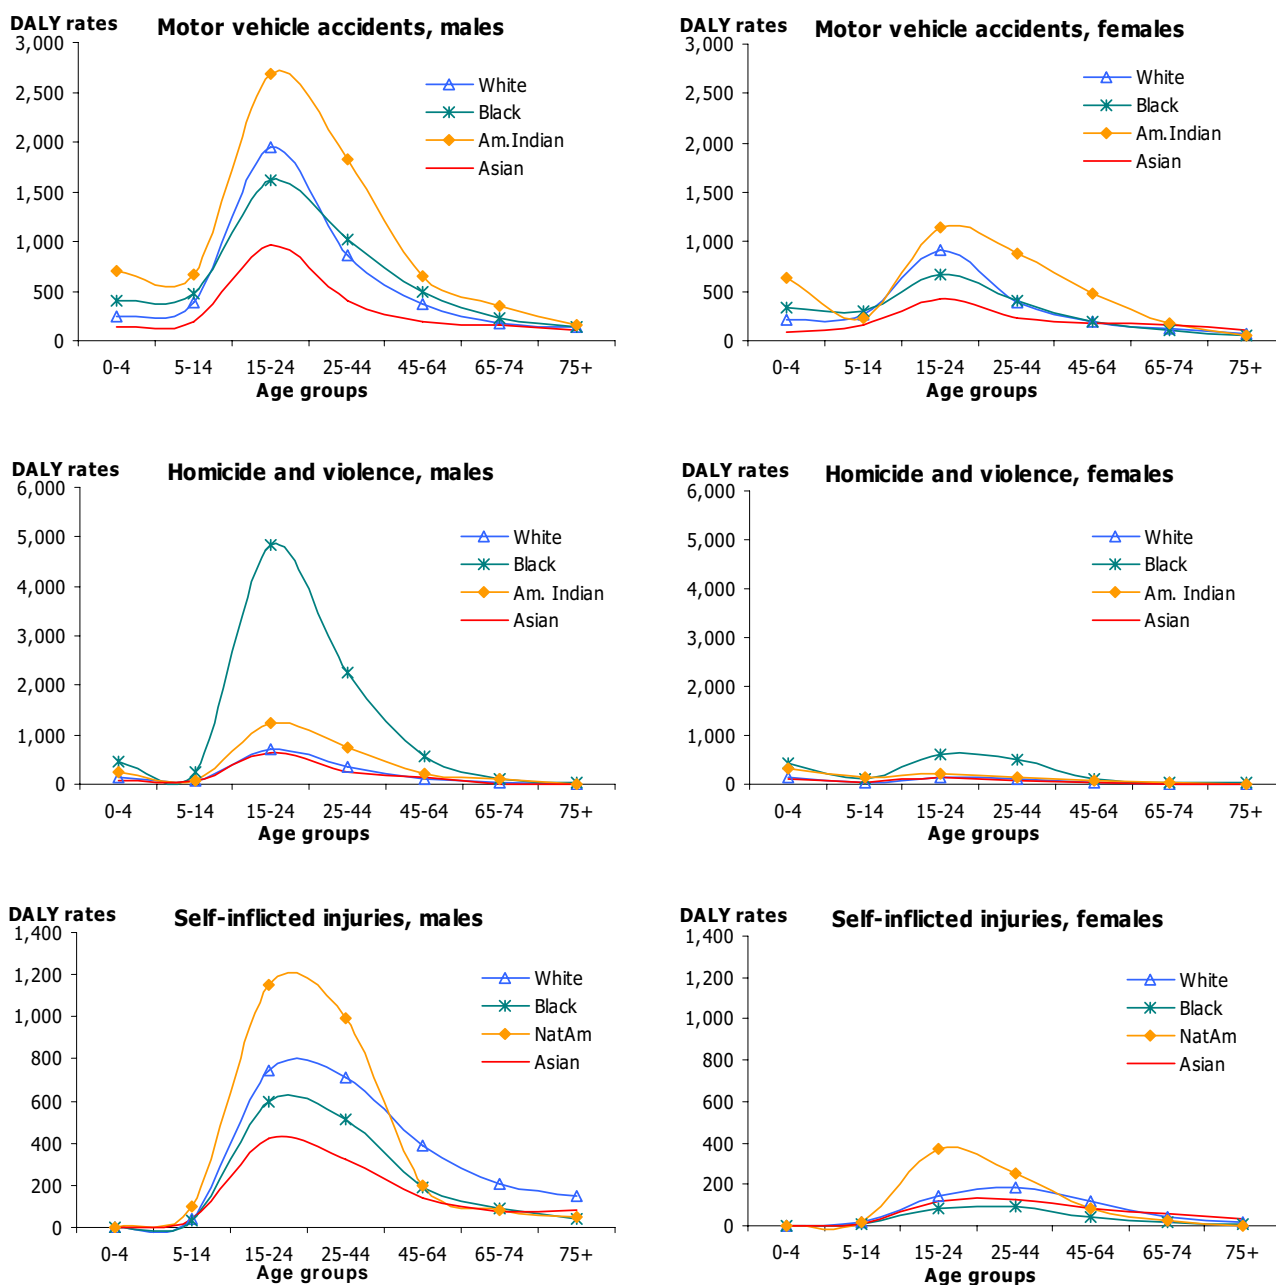 DALY rates
Motor vehicle accidents, males
3,000
2,500
2,000
1,500
1,000
500
0
White
Black
Am.Indian
Asian
0-4 5-14 15-24 25-44 45-64 65-74 75+
Age groups
DALY rates
Motor vehicle accidents, females
3,000
2,500
2,000
1,500
1,000
500
0
White
Black
Am.Indian
Asian
0-4 5-14 15-24 25-44 45-64 65-74 75+
Age groups
DALY rates
Homicide and violence, males
6,000
5,000
4,000
3,000
2,000
1,000
0
White
Black
Am. Indian
Asian
0-4 5-14 15-24 25-44 45-64 65-74 75+
Age groups
DALY rates
Homicide and violence, females
6,000
5,000
4,000
3,000
2,000
1,000
0
White
Black
Am. Indian
Asian
0-4 5-14 15-24 25-44 45-64 65-74 75+
Age groups
DALY rates
Self-inflicted injuries, males
1,400
1,200
1,000
800
600
400
200
0
White
Black
NatAm
Asian
0-4 5-14 15-24 25-44 45-64 65-74 75+
Age groups
DALY rates
Self-inflicted injuries, females
1,400
1,200
1,000
800
600
400
200
0
White
Black
NatAm
Asian
0-4 5-14 15-24 25-44 45-64 65-74 75+
Age groups